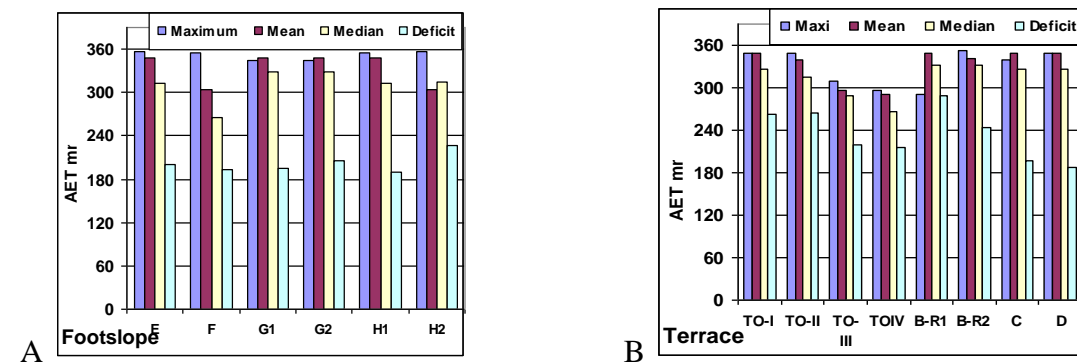 Maximum Mean Median Deficit
360
300
240
180
120
60
0
AET mr
E F G1 G2 H1 H2
Footslope
A
Maxi Mean Median Deficit
360
300
240
180
120
60
0
AET mr
TO-I TO-II TO- TOIV B-R1 B-R2 C D
III
Terrace
B